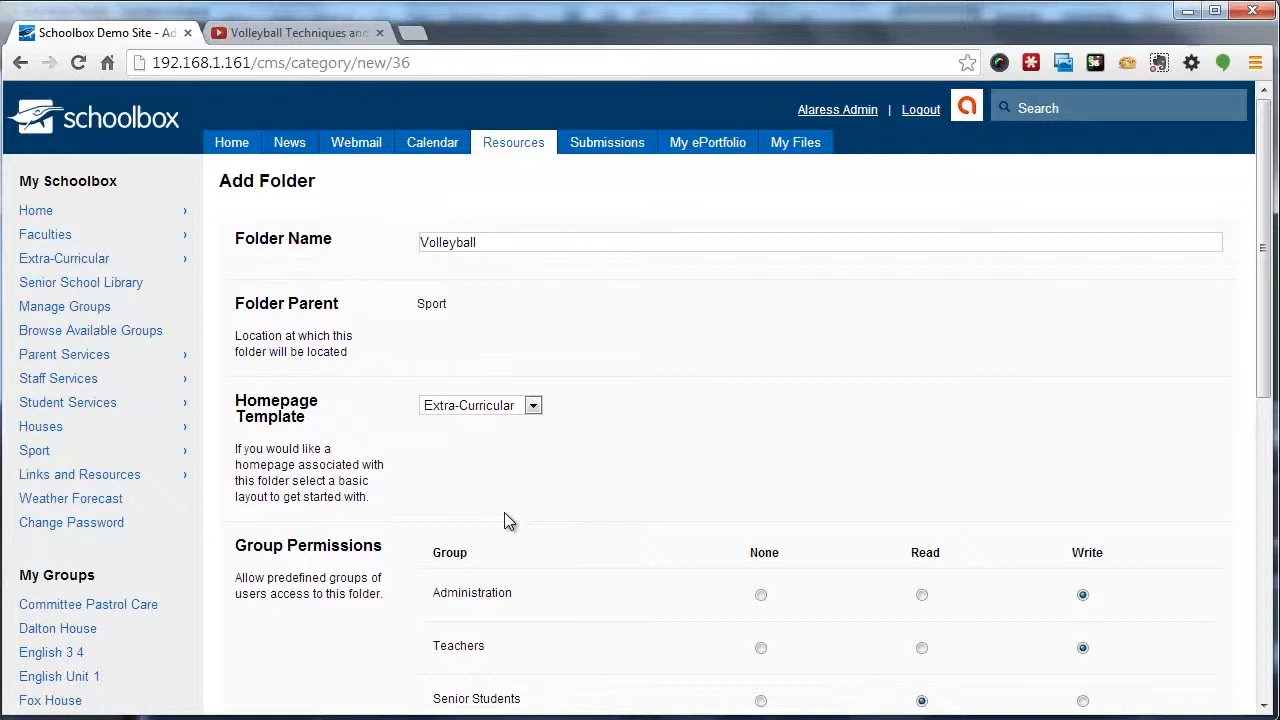 Schoolbox Demo Site - Ad
Volleyball Techniques and
192.168.1.161/cms/category/new/36
schoolbox
Alaress Admin | Logout
Search
Home News Webmail Calendar Resources Submissions My ePortfolio My Files
My Schoolbox
Home
Faculties
Extra-Curricular
Senior School Library
Manage Groups
Browse Available Groups
Parent Services
Staff Services
Student Services
Houses
Sport
Links and Resources
Weather Forecast
Change Password
My Groups
Committee Pastrol Care
Dalton House
English 3 4
English Unit 1
Fox House
Add Folder
Folder Name
Volleyball
Folder Parent
Sport
Location at which this
folder will be located
Homepage
Template
Extra-Curricular
If you would like a
homepage associated with
this folder select a basic
layout to get started with.
Group Permissions
Allow predefined groups of
users access to this folder.
Group None Read Write
Administration
Teachers
Senior Students